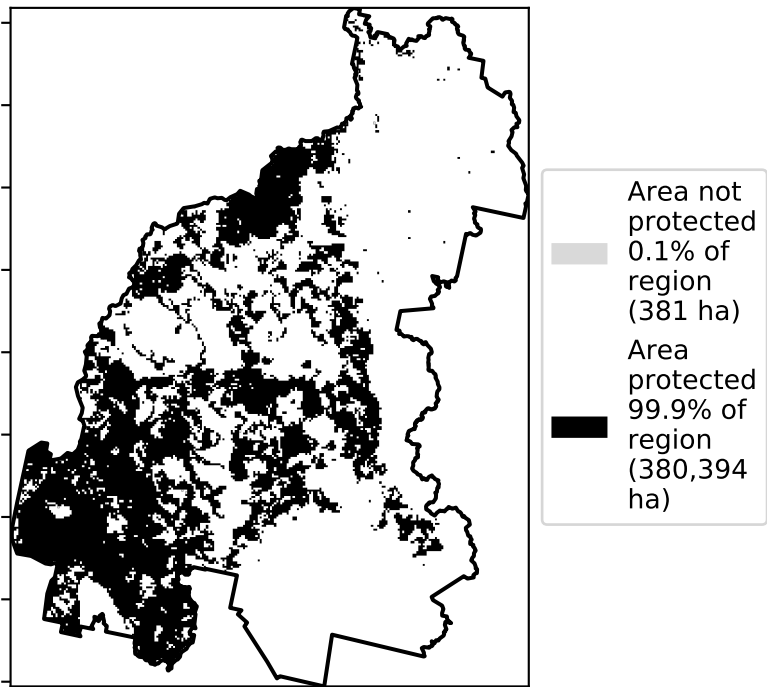 Area not
protected
0.1% of
region
(381 ha)
Area
protected
99.9% of
region
(380,394
ha)